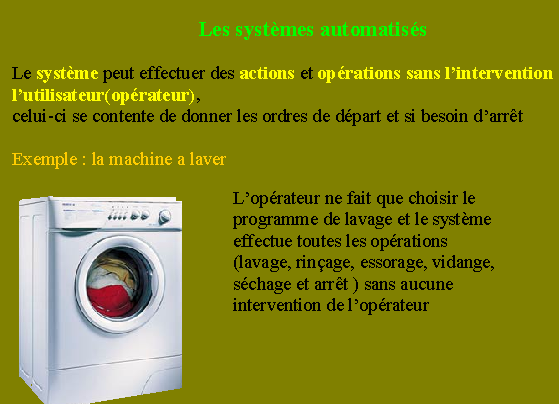 Les systèmes automatisés
Le système peut effectuer des actions et opérations sans l'intervention
l'utilisateur(opérateur),
celui-ci se contente de donner les ordres de départ et si besoin d'arrêt
Exemple : la machine a laver
L'opérateur ne fait que choisir le
programme de lavage et le système
effectue toutes les opérations
(lavage, rinçage, essorage, vidange,
séchage et arrêt ) sans aucune
intervention de l'opérateur